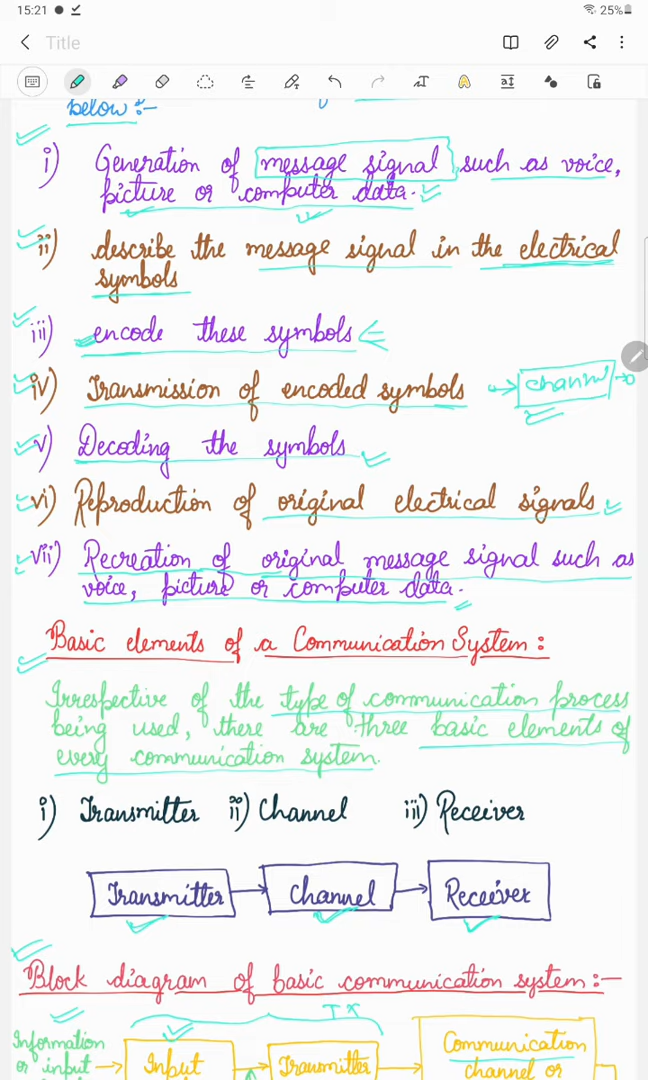 15:21
25%
Title
below :-
i) Generation of message signal such as voice,
picture or computer data.
ii) describe the message signal in the electrical
symbols
iii) encode these symbols
iv) Transmission of encoded symbols → channel →
v) Decoding the symbols
vi) Reproduction of original electrical signals
vii) Recreation of original message signal such as
voice, picture or computer data.
Basic elements of a Communication System :
Irrespective of the type of communication process
being used, there are three basic elements of
every communication system.
i) Transmitter ii) Channel iii) Receiver
Transmitter → Channel → Receiver
Block diagram of basic communication system :-
TX
Information
or input → Input → Transmitter → Communication
channel or